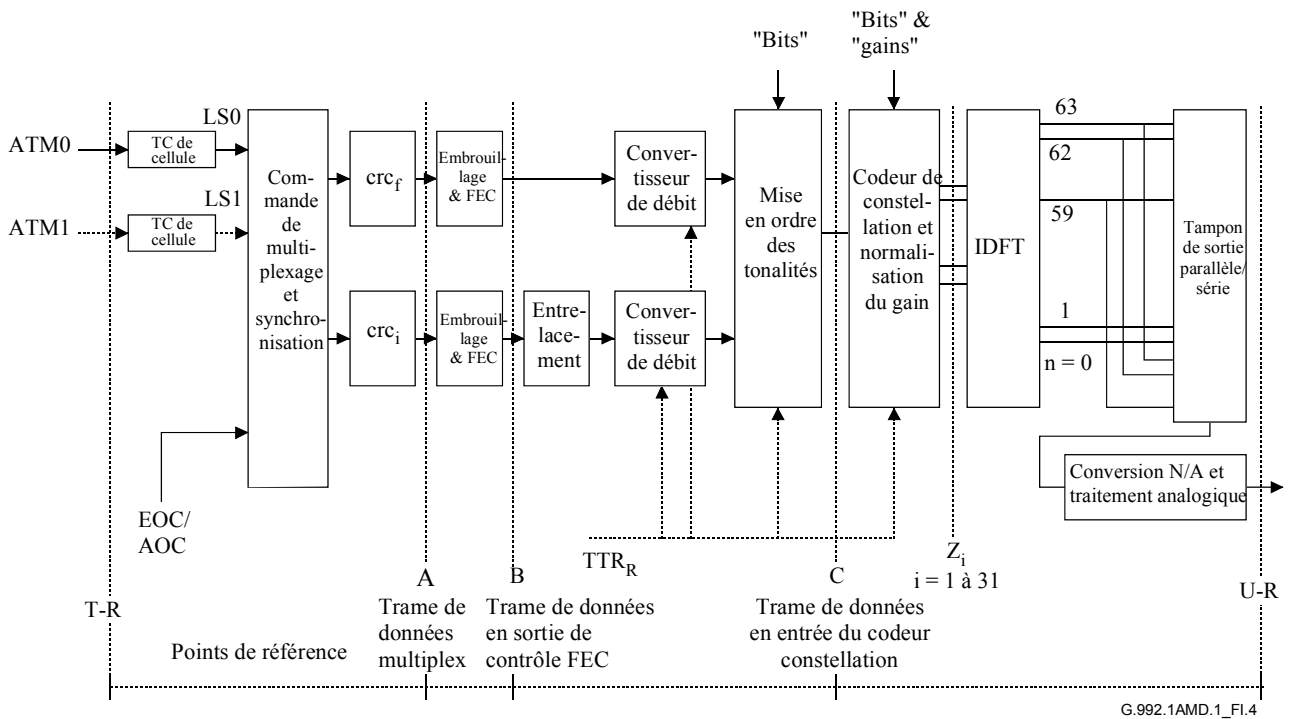 "Bits"
"Bits" &
"gains"
ATM0
TC de
cellule
LS0
ATM1
TC de
cellule
LS1
Com-
mande
de
multi-
plexage
et
synchro-
nisation
EOC/
AOC
crcf
Embrouil-
lage
& FEC
Conver-
tisseur
de débit
crci
Embrouil-
lage
& FEC
Entre-
lace-
ment
Conver-
tisseur
de débit
Mise
en ordre
des
tonalités
Codeur de
constel-
lation et
normali-
sation
du gain
IDFT
63
62
59
1
n = 0
Tampon
de sortie
parallèle/
série
Conversion N/A et
traitement analogique
TTRR
Zi
i = 1 à 31
T-R
U-R
Points de référence
A
Trame de
données
multiplex
B
Trame de données
en sortie de
contrôle FEC
C
Trame de données
en entrée du codeur
constellation
G.992.1AMD.1_FI.4